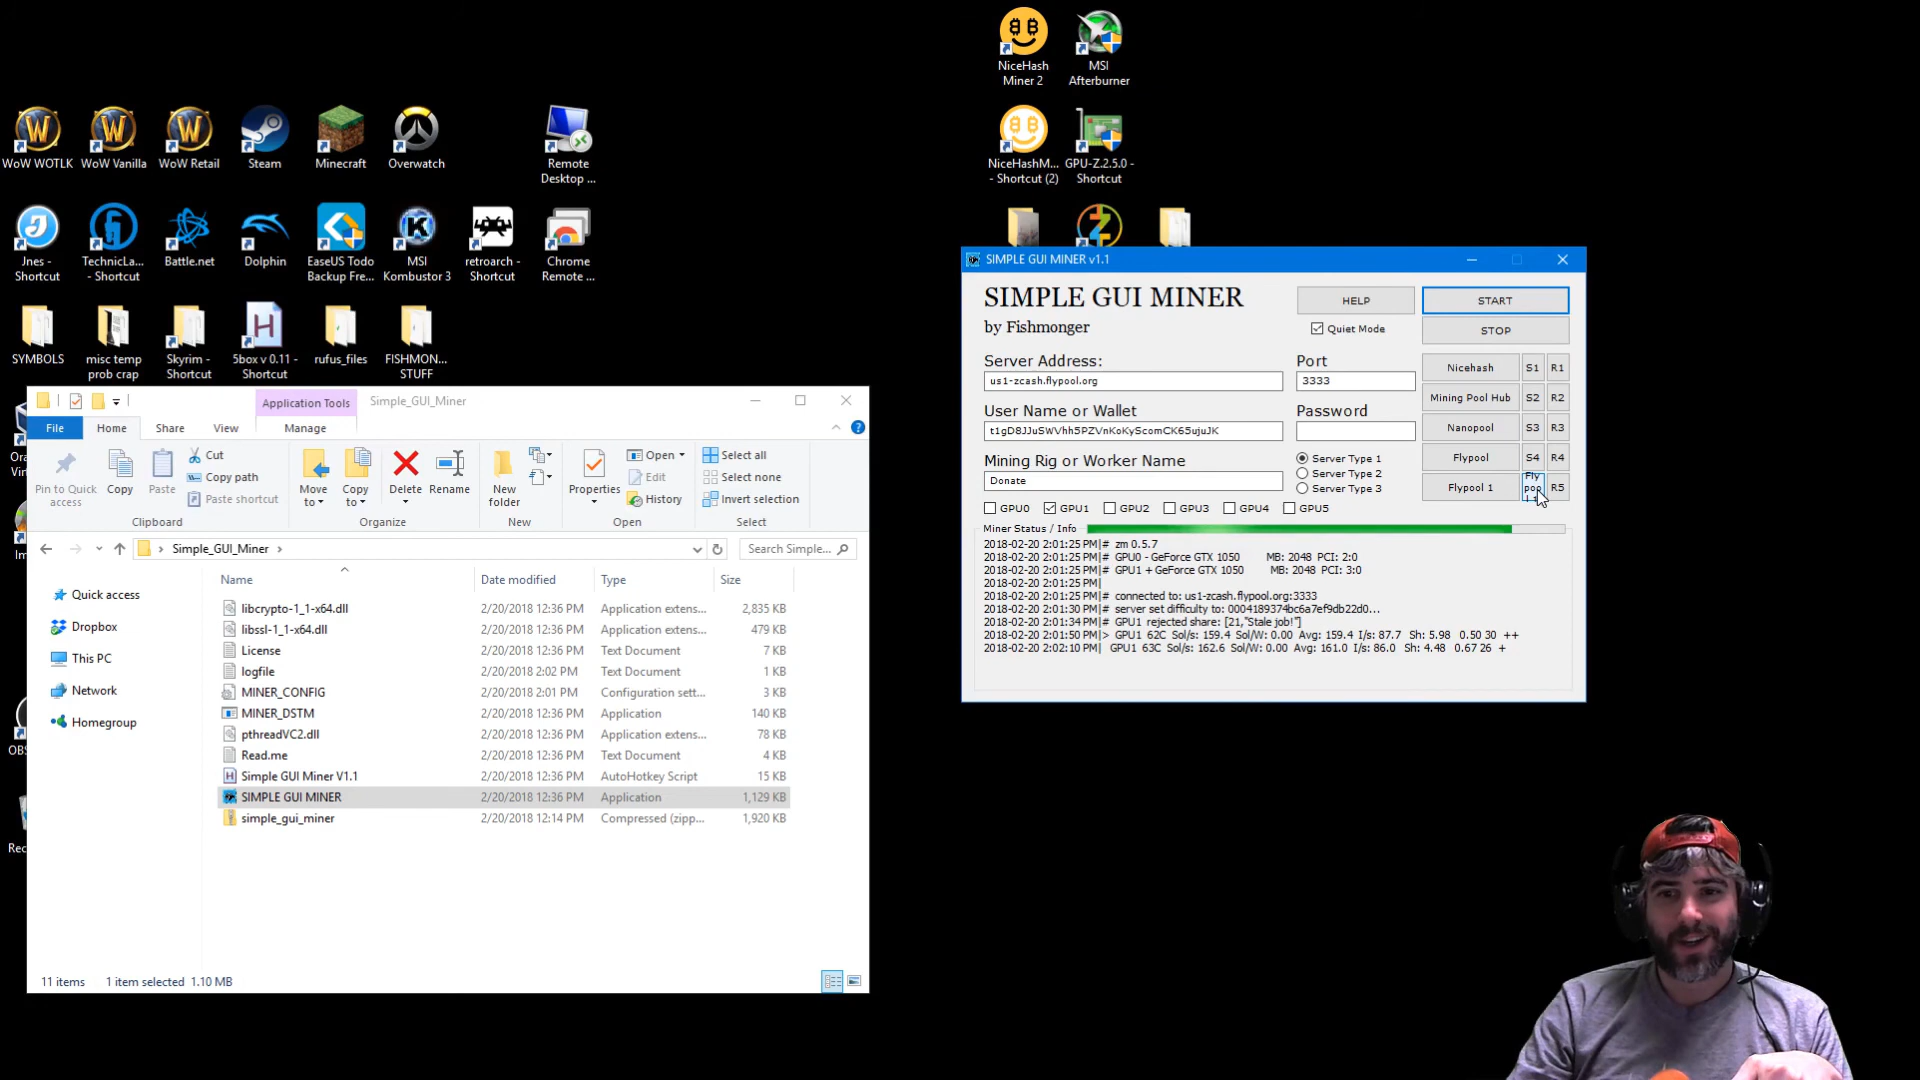 NiceHash
Miner 2
MSI
Afterburner
WoW WOTLK
WoW Vanilla
WoW Retail
Steam
Minecraft
Overwatch
Remote
Desktop ...
NiceHashM...
- Shortcut (2)
GPU-Z.2.5.0 -
Shortcut
Jnes -
Shortcut
TechnicLa...
- Shortcut
Battle.net
Dolphin
EaseUS Todo
Backup Fre...
MSI
Kombustor 3
retroarch -
Shortcut
Chrome
Remote ...
SYMBOLS
misc temp
prob crap
Skyrim -
Shortcut
5box v 0.11 -
Shortcut
rufus_files
FISHMON...
STUFF
Application Tools
Simple_GUI_Miner
File
Home
Share
View
Manage
Pin to Quick
access
Copy
Paste
Cut
Copy path
Paste shortcut
Clipboard
Move
to
Copy
to
Delete
Rename
Organize
New
folder
New
Properties
Open
Edit
History
Open
Select all
Select none
Invert selection
Select
Simple_GUI_Miner
Search Simple...
Quick access
Dropbox
This PC
Network
Homegroup
Name Date modified Type Size
libcrypto-1_1-x64.dll 2/20/2018 12:36 PM Application extens... 2,835 KB
libssl-1_1-x64.dll 2/20/2018 12:36 PM Application extens... 479 KB
License 2/20/2018 12:36 PM Text Document 7 KB
logfile 2/20/2018 2:02 PM Text Document 1 KB
MINER_CONFIG 2/20/2018 2:01 PM Configuration sett... 3 KB
MINER_DSTM 2/20/2018 12:36 PM Application 140 KB
pthreadVC2.dll 2/20/2018 12:36 PM Application extens... 78 KB
Read.me 2/20/2018 12:36 PM Text Document 4 KB
Simple GUI Miner V1.1 2/20/2018 12:36 PM AutoHotkey Script 15 KB
SIMPLE GUI MINER 2/20/2018 12:36 PM Application 1,129 KB
simple_gui_miner 2/20/2018 12:14 PM Compressed (zipp... 1,920 KB
11 items 1 item selected 1.10 MB
SIMPLE GUI MINER v1.1
SIMPLE GUI MINER
by Fishmonger
HELP
START
Quiet Mode
STOP
Server Address:
us1-zcash.flypool.org
Port
3333
User Name or Wallet
t1gD8JJuSWVhh5PZVnKoKyScomCK65ujuJK
Password
Mining Rig or Worker Name
Donate
Server Type 1
Server Type 2
Server Type 3
Nicehash S1 R1
Mining Pool Hub S2 R2
Nanopool S3 R3
Flypool S4 R4
Flypool 1 R5
Fly
poo
GPU0 GPU1 GPU2 GPU3 GPU4 GPU5
Miner Status / Info
2018-02-20 2:01:25 PM|# zm 0.5.7
2018-02-20 2:01:25 PM|# GPU0 - GeForce GTX 1050 MB: 2048 PCI: 2:0
2018-02-20 2:01:25 PM|# GPU1 + GeForce GTX 1050 MB: 2048 PCI: 3:0
2018-02-20 2:01:25 PM|
2018-02-20 2:01:25 PM|# connected to: us1-zcash.flypool.org:3333
2018-02-20 2:01:30 PM|# server set difficulty to: 0004189374bc6a7ef9db22d0...
2018-02-20 2:01:34 PM|# GPU1 rejected share: [21,"Stale job!"]
2018-02-20 2:01:50 PM|> GPU1 62C Sol/s: 159.4 Sol/W: 0.00 Avg: 159.4 I/s: 87.7 Sh: 5.98 0.50 30 ++
2018-02-20 2:02:10 PM| GPU1 63C Sol/s: 162.6 Sol/W: 0.00 Avg: 161.0 I/s: 86.0 Sh: 4.48 0.67 26 +